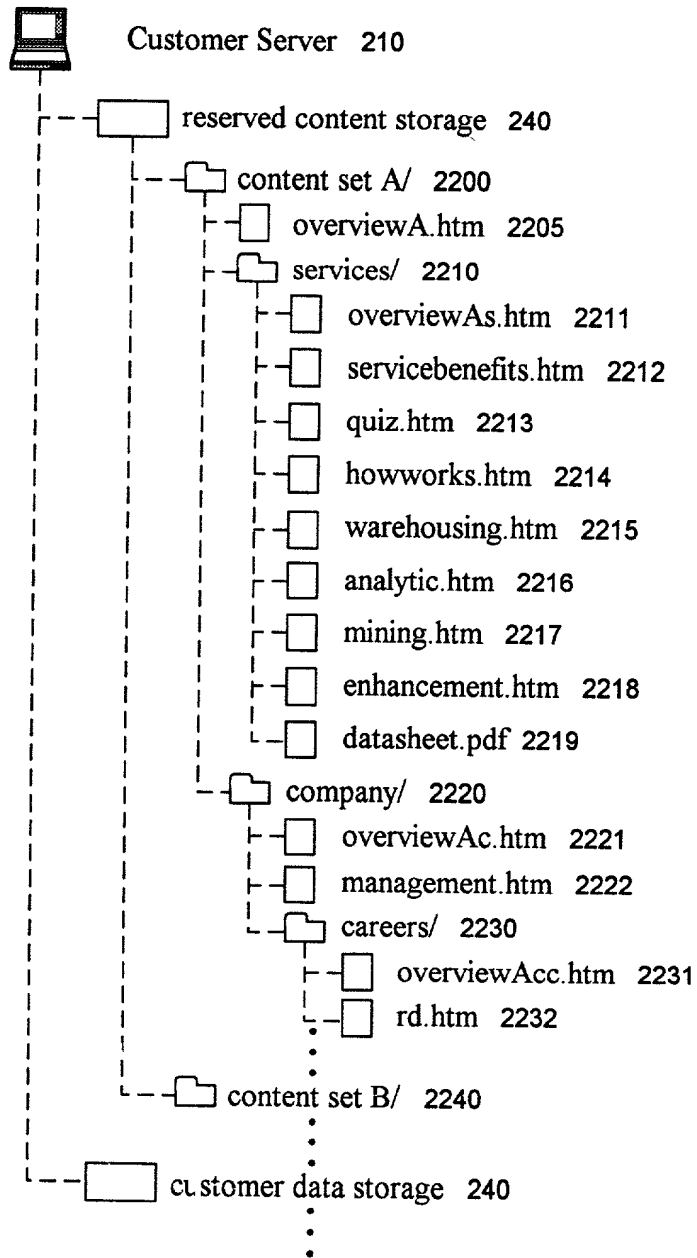 Customer Server 210
reserved content storage 240
content set A/ 2200
overviewA.htm 2205
services/ 2210
overviewAs.htm 2211
servicebenefits.htm 2212
quiz.htm 2213
howworks.htm 2214
warehousing.htm 2215
analytic.htm 2216
mining.htm 2217
enhancement.htm 2218
datasheet.pdf 2219
company/ 2220
overviewAc.htm 2221
management.htm 2222
careers/ 2230
overviewAcc.htm 2231
rd.htm 2232
content set B/ 2240
customer data storage 240